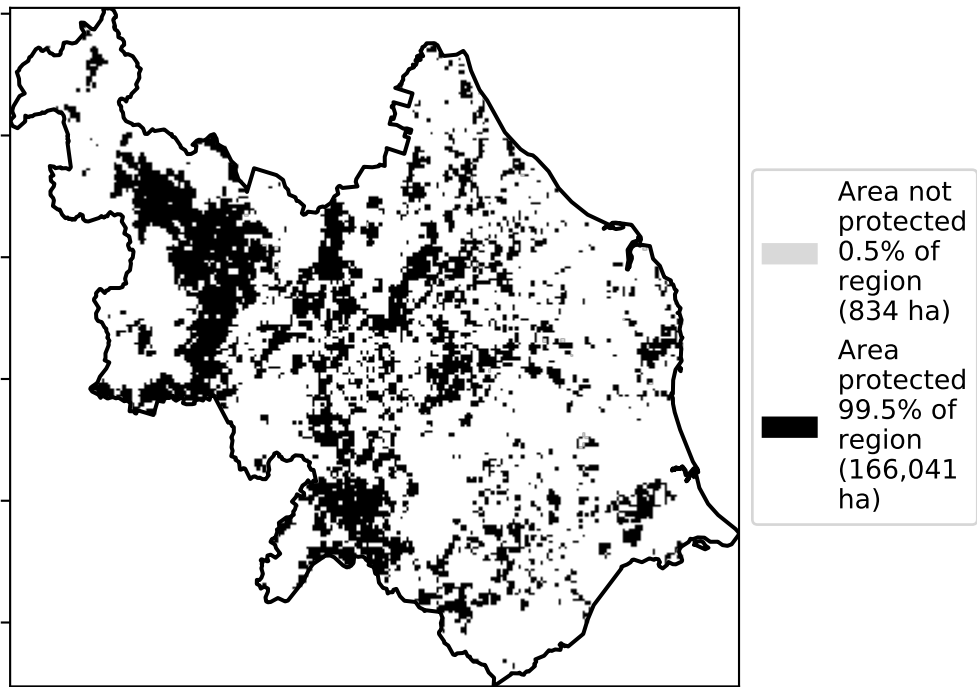 Area not
protected
0.5% of
region
(834 ha)
Area
protected
99.5% of
region
(166,041
ha)